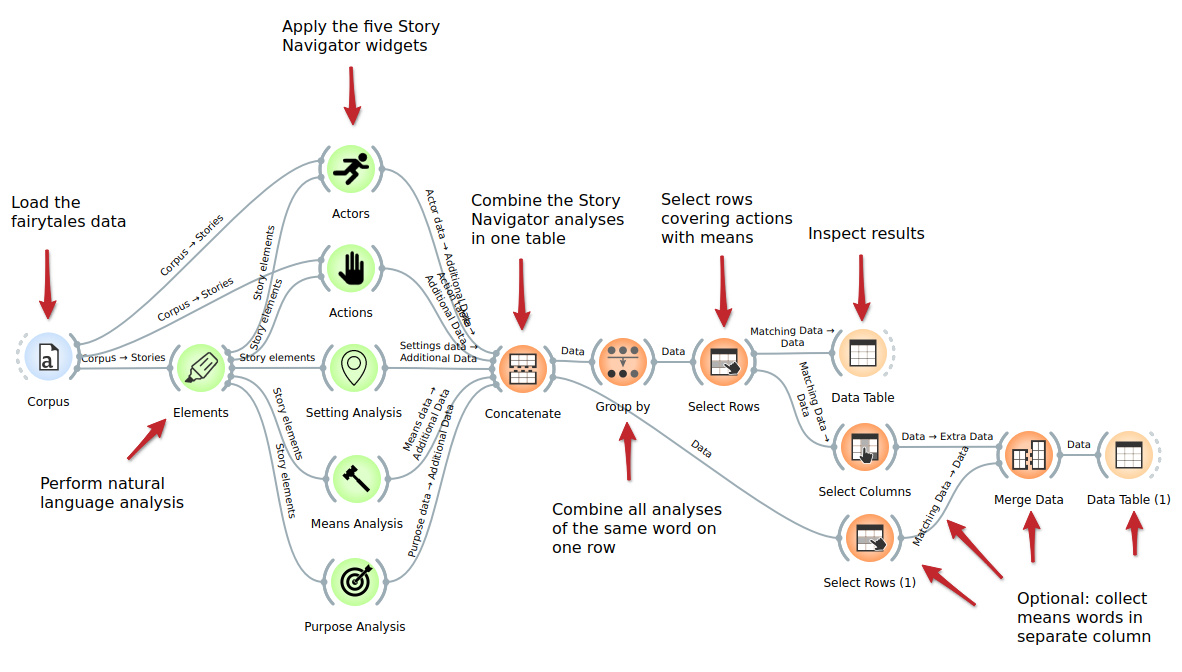 Apply the five Story
Navigator widgets
Load the
fairytales data
Combine the Story
Navigator analyses
in one table
Select rows
covering actions
with means
Inspect results
Actors
Actions
Setting Analysis
Means Analysis
Purpose Analysis
Corpus
a
Elements
Concatenate
Group by
Select Rows
Data Table
Select Columns
Select Rows (1)
Merge Data
Data Table (1)
Corpus → Stories
Corpus → Stories
Corpus → Stories
Story elements
Story elements
Story elements
Story elements
Story elements
Actor data → Additional Data
Action table →
Additional Data
Settings data →
Additional Data
Means data →
Additional Data
Purpose data → Additional Data
Data
Data
Data
Matching Data →
Data
Matching Data →
Data
Data → Extra Data
Matching Data → Data
Data
Perform natural
language analysis
Combine all analyses
of the same word on
one row
Optional: collect
means words in
separate column